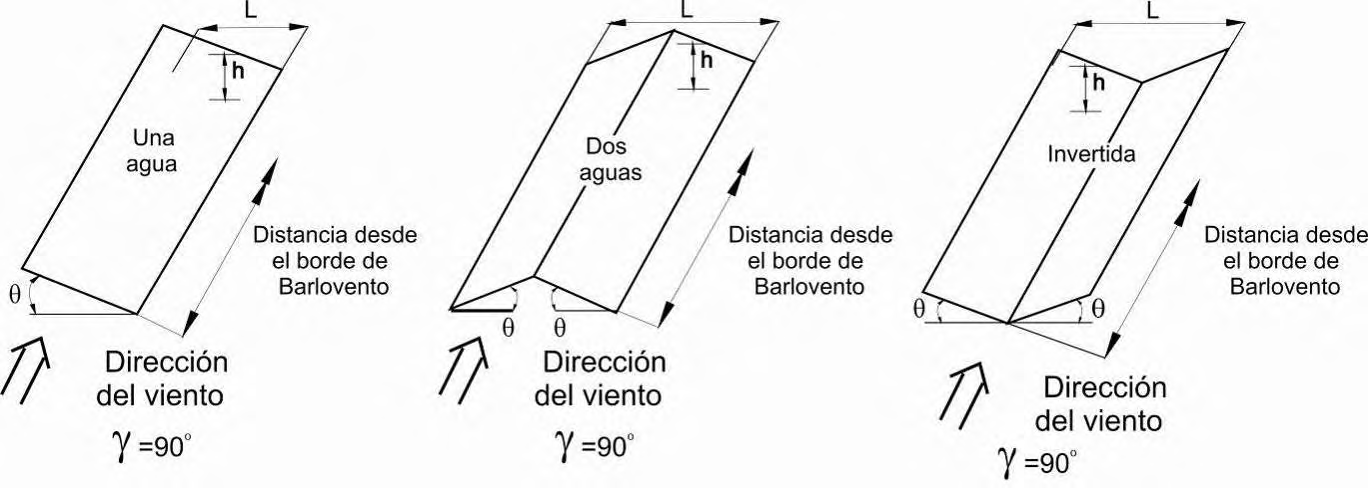 L
h
Una
agua
Distancia desde
el borde de
Barlovento
θ
Dirección
del viento
γ =90°
L
h
Dos
aguas
Distancia desde
el borde de
Barlovento
θ θ
Dirección
del viento
γ =90°
L
h
Invertida
Distancia desde
el borde de
Barlovento
θ θ
Dirección
del viento
γ =90°